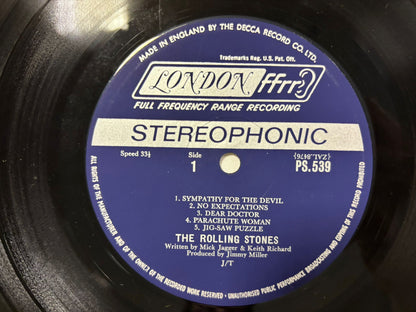 MADE IN ENGLAND BY THE DECCA RECORD CO. LTD.
Trademarks Reg. U.S. Pat. Off.
LONDON ffrr
FULL FREQUENCY RANGE RECORDING
STEREOPHONIC
Speed 33⅓
Side
1
{ZAL.8476}
PS.539
1. SYMPATHY FOR THE DEVIL
2. NO EXPECTATIONS
3. DEAR DOCTOR
4. PARACHUTE WOMAN
5. JIG-SAW PUZZLE
THE ROLLING STONES
Written by Mick Jagger & Keith Richard
Produced by Jimmy Miller
J/T
ALL RIGHTS OF THE MANUFACTURER AND OF THE OWNER OF THE RECORDED WORK RESERVED • UNAUTHORISED PUBLIC PERFORMANCE BROADCASTING AND COPYING OF THIS RECORD PROHIBITED